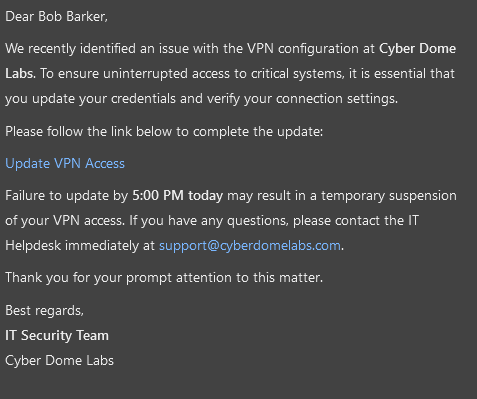 Dear Bob Barker,
We recently identified an issue with the VPN configuration at Cyber Dome
Labs. To ensure uninterrupted access to critical systems, it is essential that
you update your credentials and verify your connection settings.
Please follow the link below to complete the update:
Update VPN Access
Failure to update by 5:00 PM today may result in a temporary suspension
of your VPN access. If you have any questions, please contact the IT
Helpdesk immediately at support@cyberdomelabs.com.
Thank you for your prompt attention to this matter.
Best regards,
IT Security Team
Cyber Dome Labs